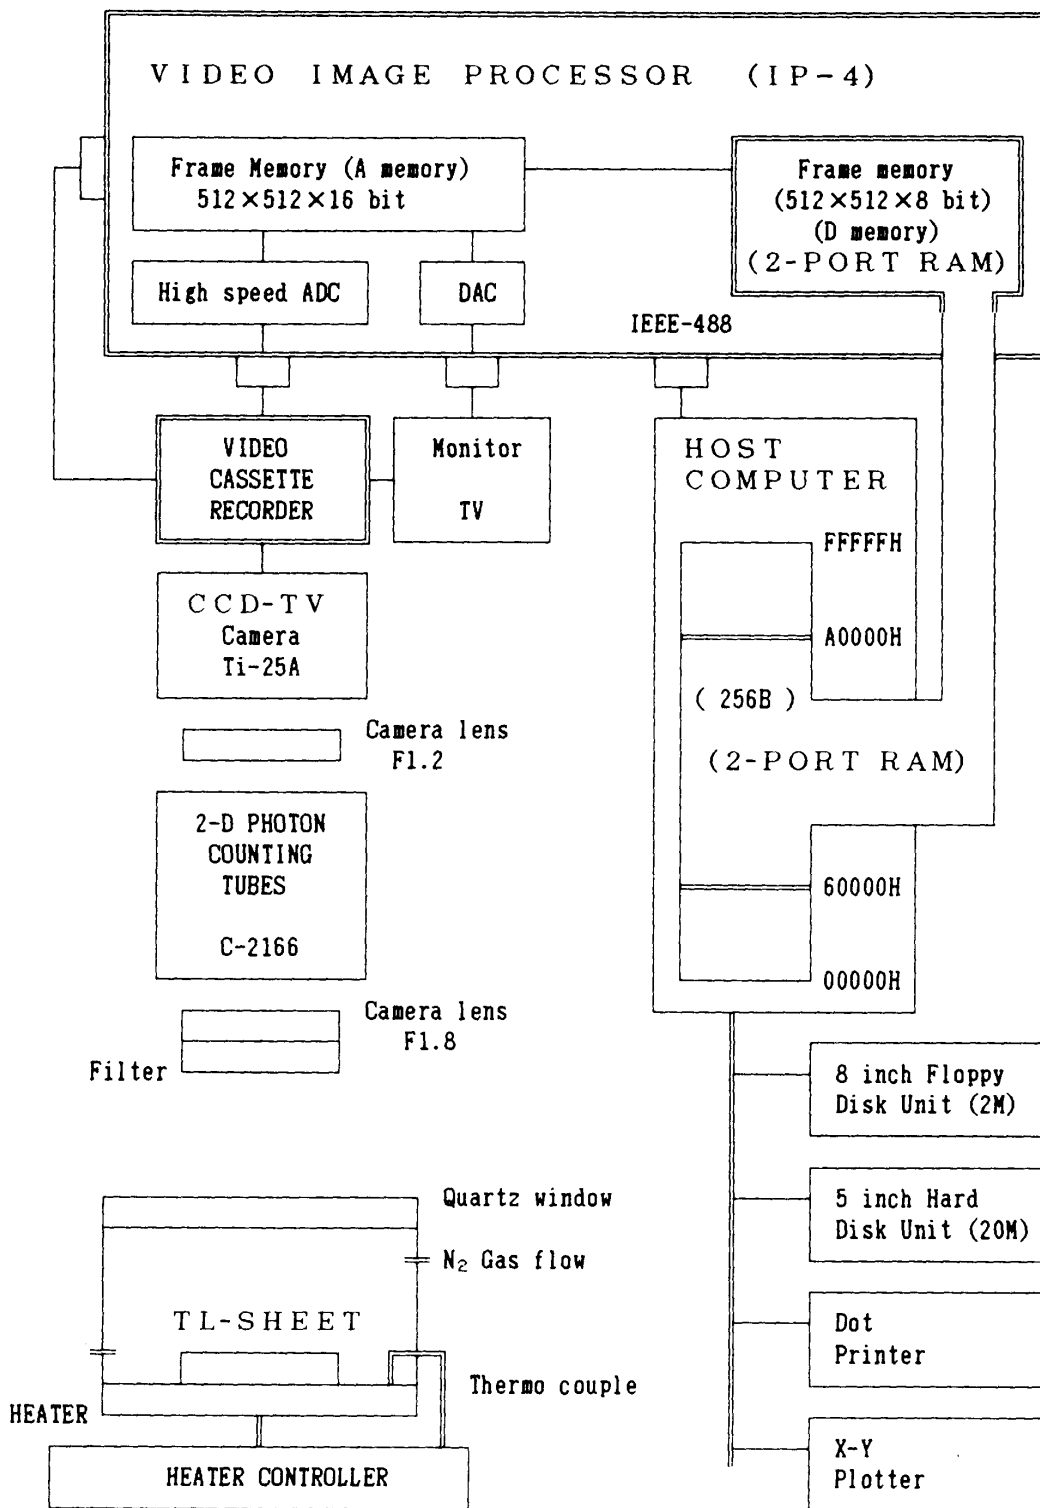 VIDEO IMAGE PROCESSOR (IP-4)
Frame Memory (A memory)
512×512×16 bit
Frame memory
(512×512×8 bit)
(D memory)
(2-PORT RAM)
High speed ADC
DAC
IEEE-488
VIDEO
CASSETTE
RECORDER
Monitor
TV
HOST
COMPUTER
FFFFFH
A0000H
( 256B )
(2-PORT RAM)
60000H
00000H
CCD-TV
Camera
Ti-25A
Camera lens
F1.2
2-D PHOTON
COUNTING
TUBES
C-2166
Camera lens
F1.8
Filter
8 inch Floppy
Disk Unit (2M)
5 inch Hard
Disk Unit (20M)
Dot
Printer
X-Y
Plotter
Quartz window
N₂ Gas flow
TL-SHEET
Thermo couple
HEATER
HEATER CONTROLLER